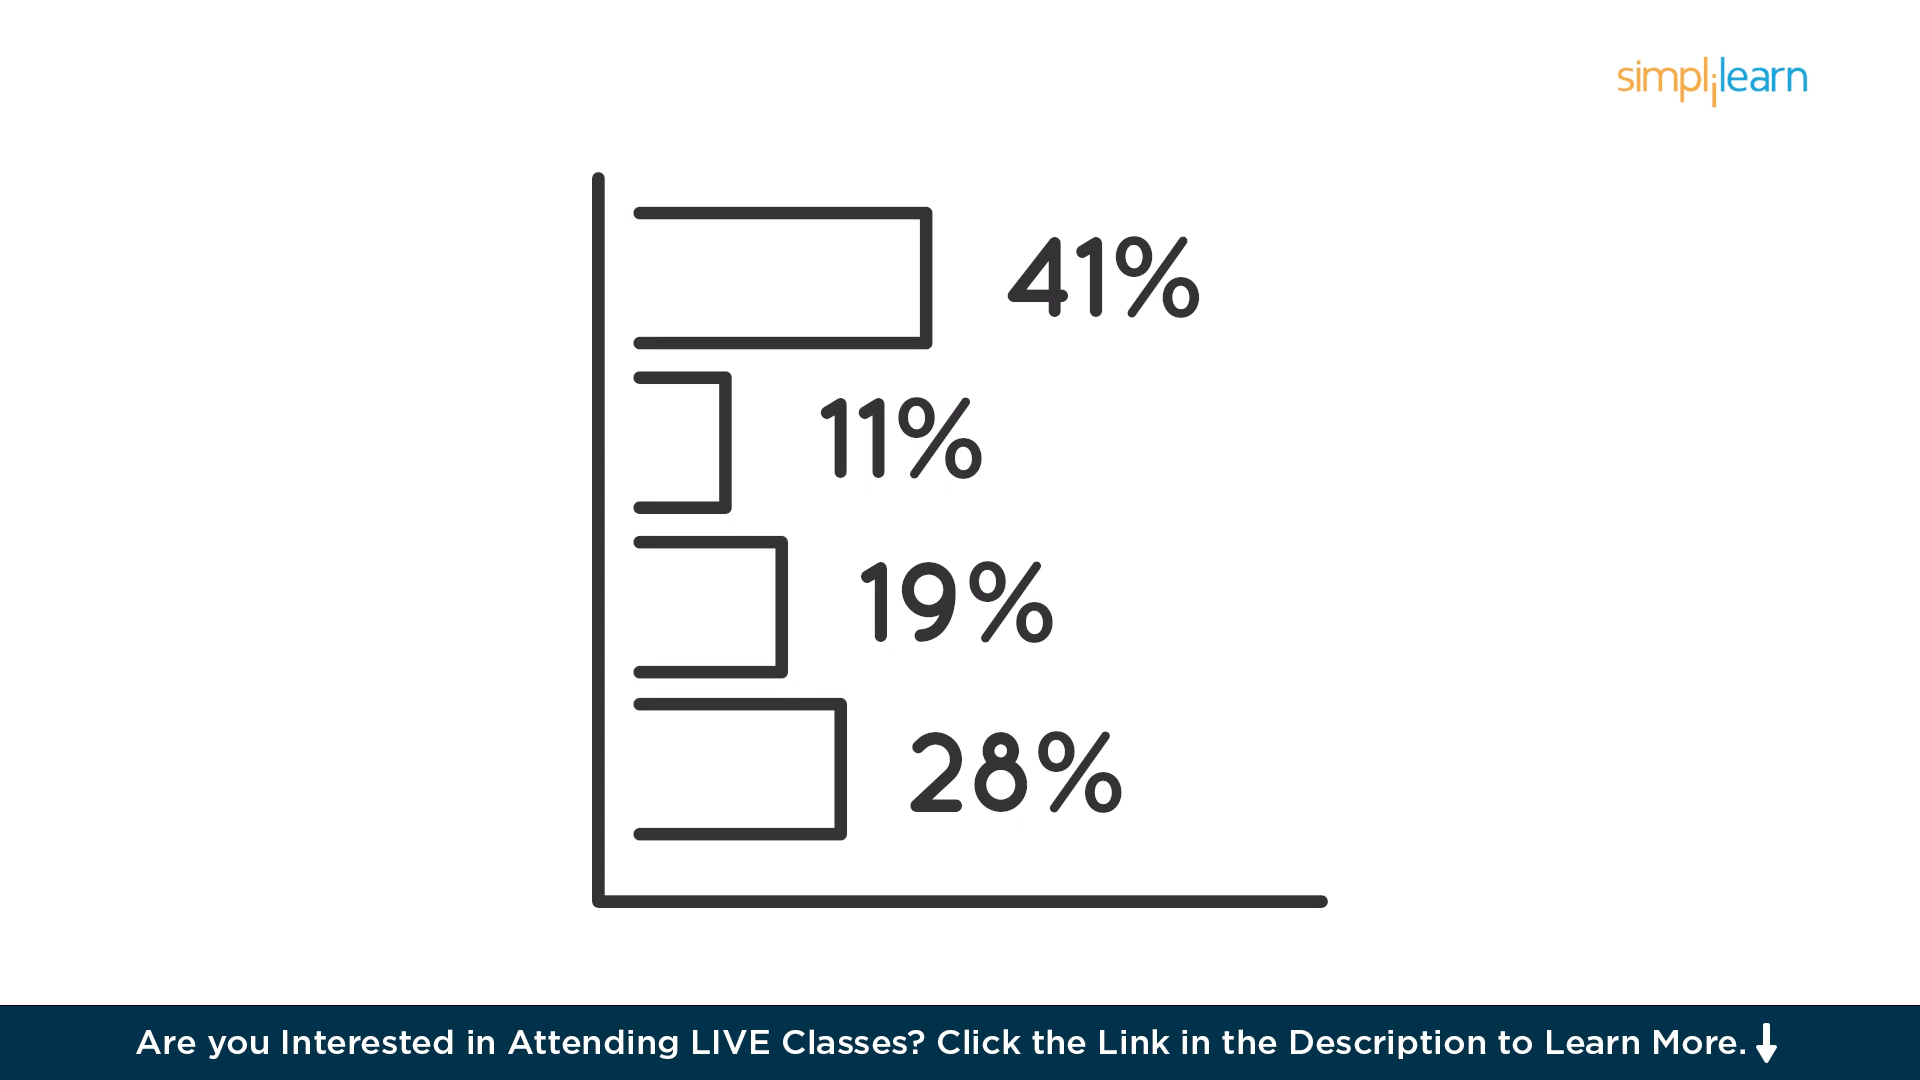 simplilearn
41%
11%
19%
28%
Are you Interested in Attending LIVE Classes? Click the Link in the Description to Learn More.